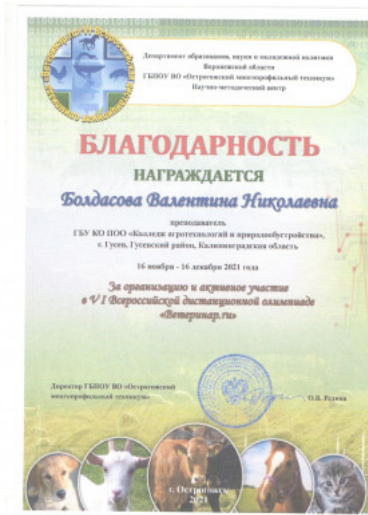 Департамент образования, науки и молодежной политики
Воронежской области
ГБПОУ ВО «Острогожский многопрофильный техникум»
Научно-методический центр
БЛАГОДАРНОСТЬ
НАГРАЖДАЕТСЯ
Болдасова Валентина Николаевна
преподаватель
ГБУ КО ПОО «Колледж агротехнологий и природообустройства»,
г. Гусев, Гусевский район, Калининградская область
16 ноября - 16 декабря 2021 года
За организацию и активное участие
в V I Всероссийской дистанционной олимпиаде
«Ветеринар.ru»
Директор ГБПОУ ВО «Острогожский
многопрофильный техникум»
О.В.
г. Острогожск
2021